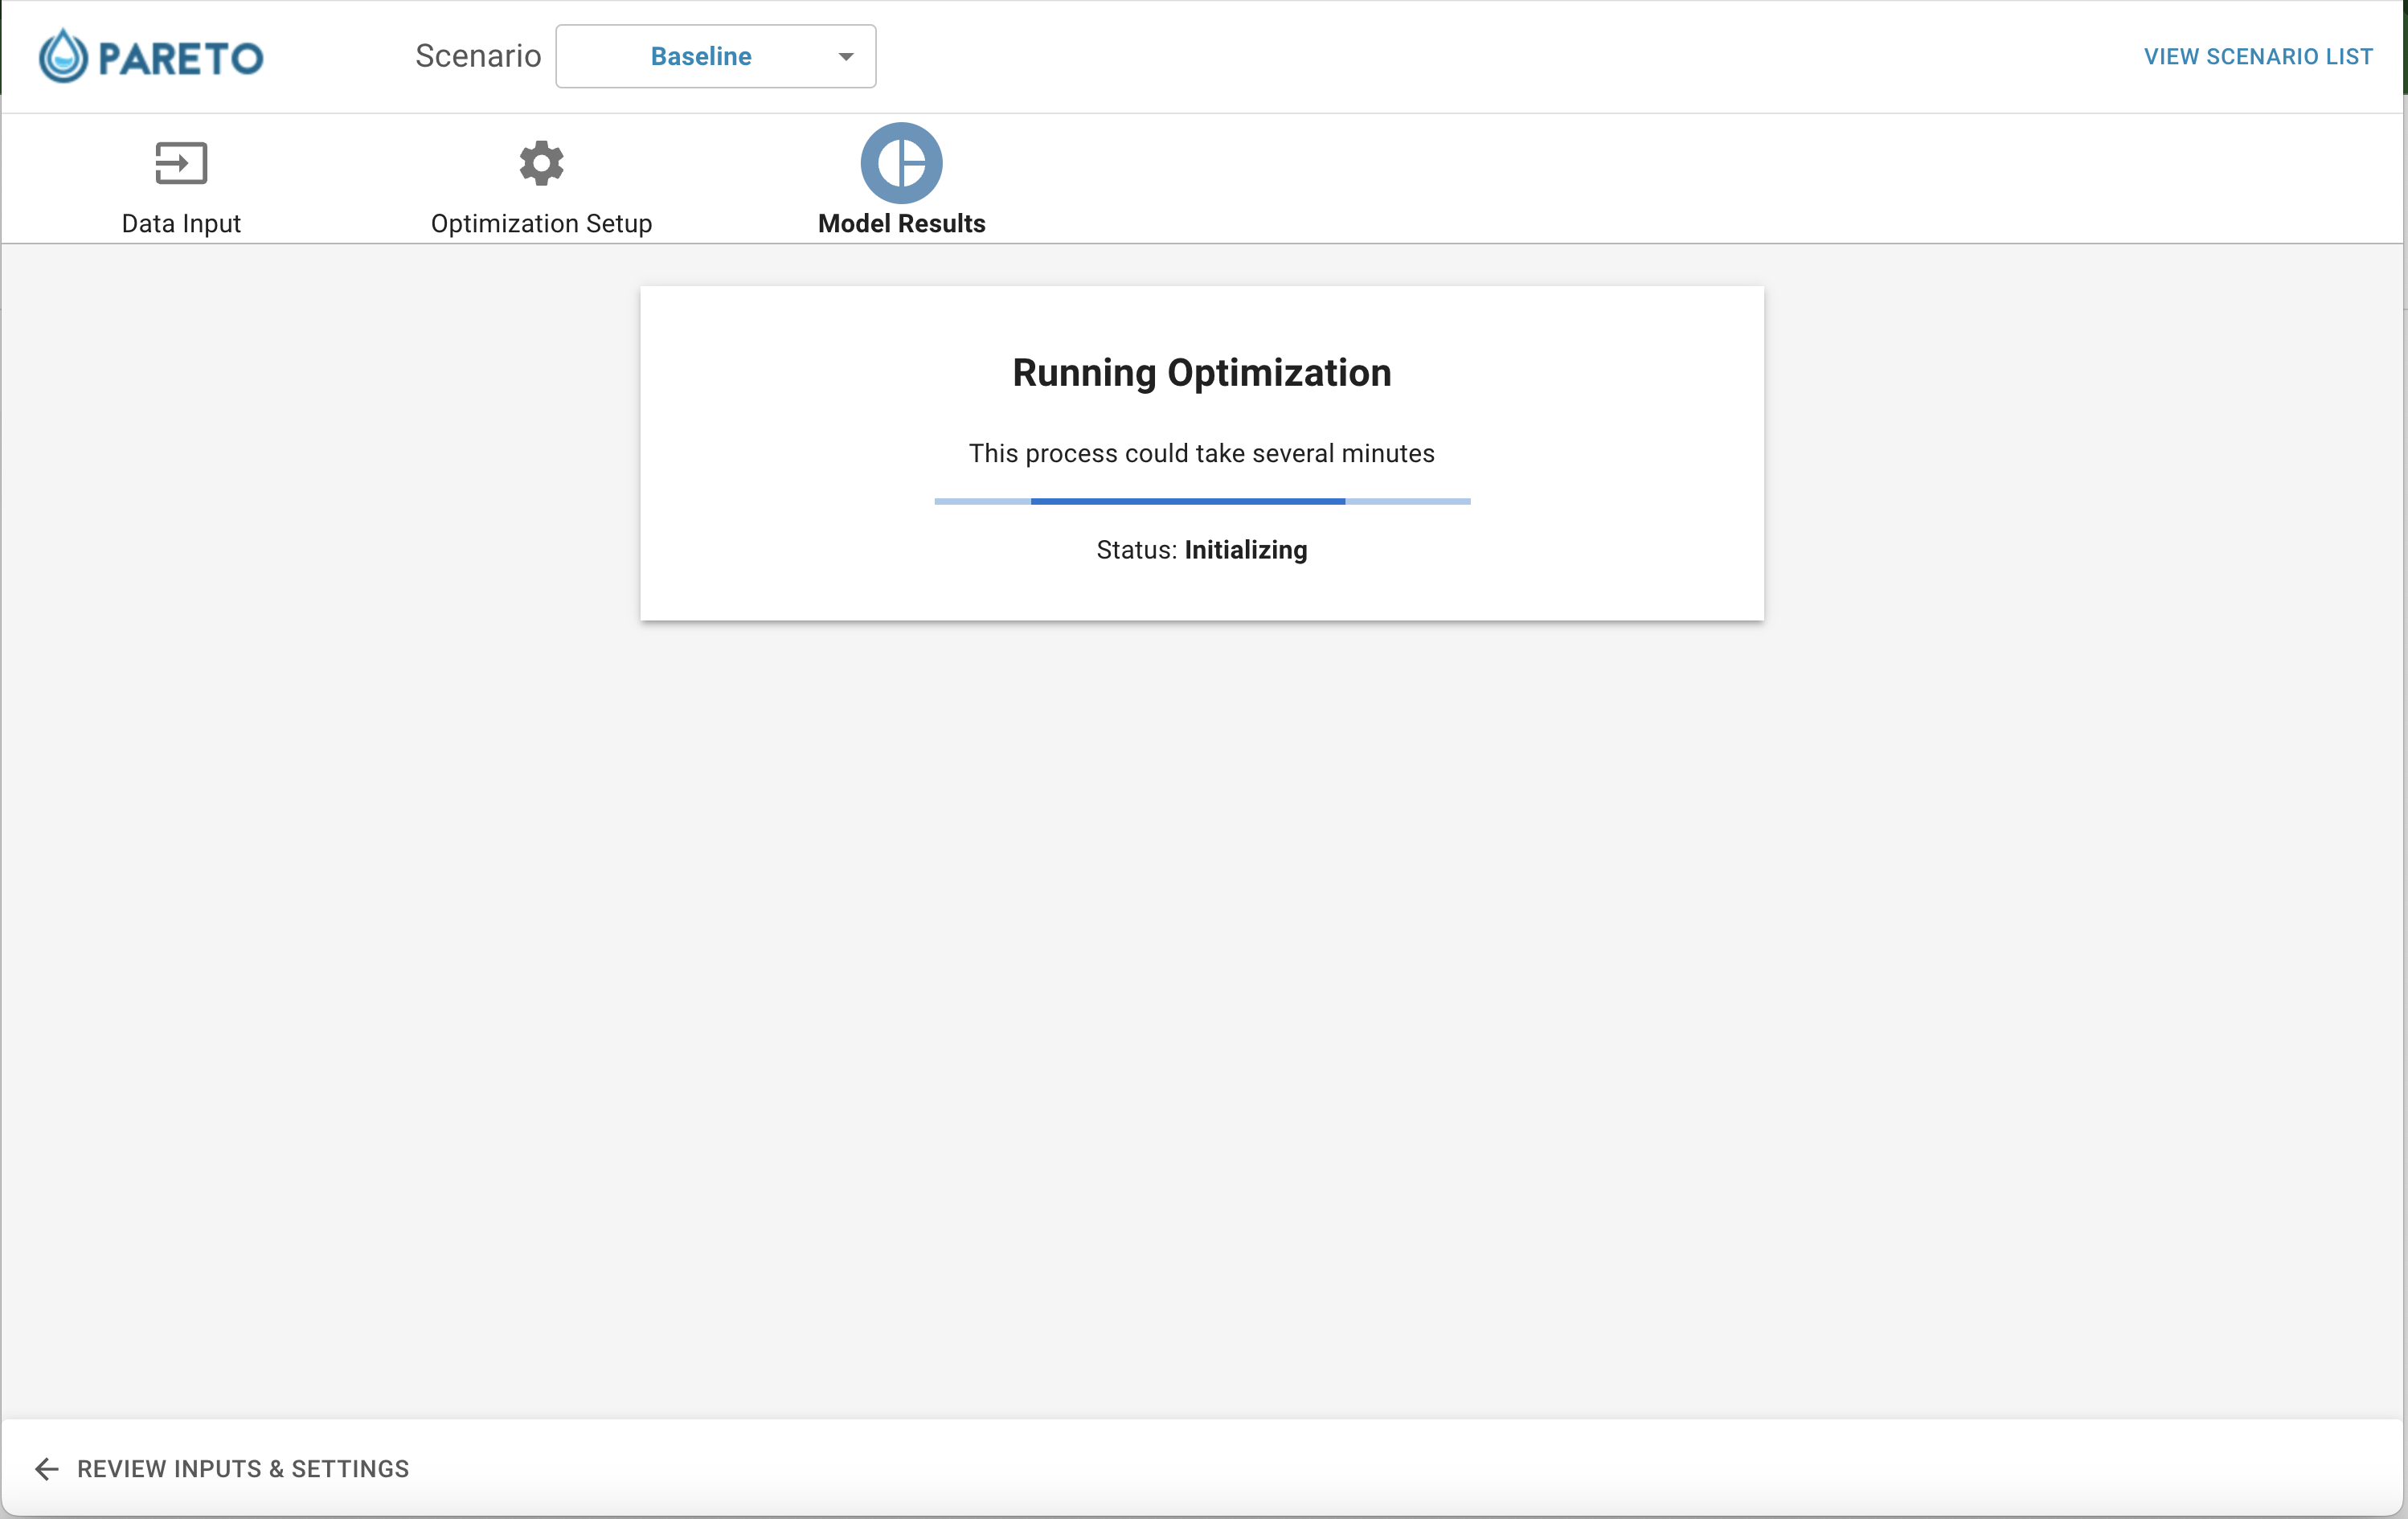 PARETO
Scenario
Baseline
VIEW SCENARIO LIST
Data Input
Optimization Setup
Model Results
Running Optimization
This process could take several minutes
Status: Initializing
REVIEW INPUTS & SETTINGS